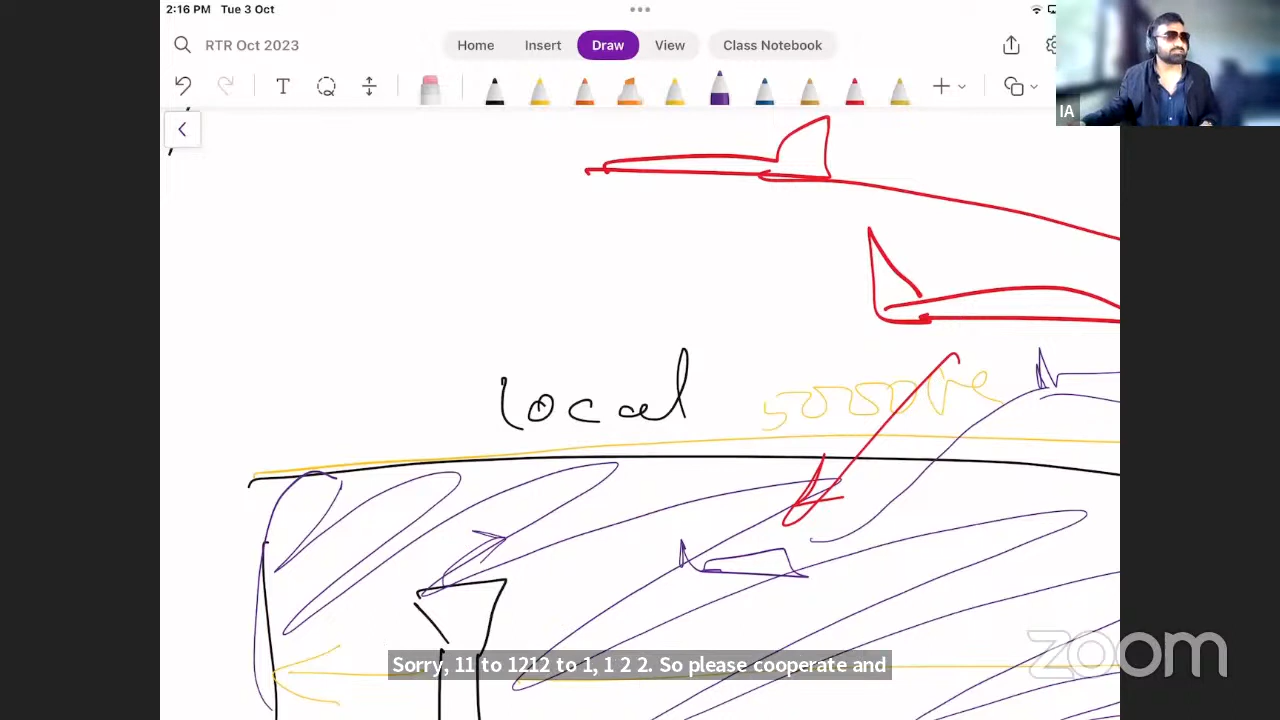 2:16 PM Tue 3 Oct
RTR Oct 2023
Home Insert Draw View Class Notebook
T
IA
local
zoom
Sorry, 11 to 1212 to 1, 1 2 2. So please cooperate and